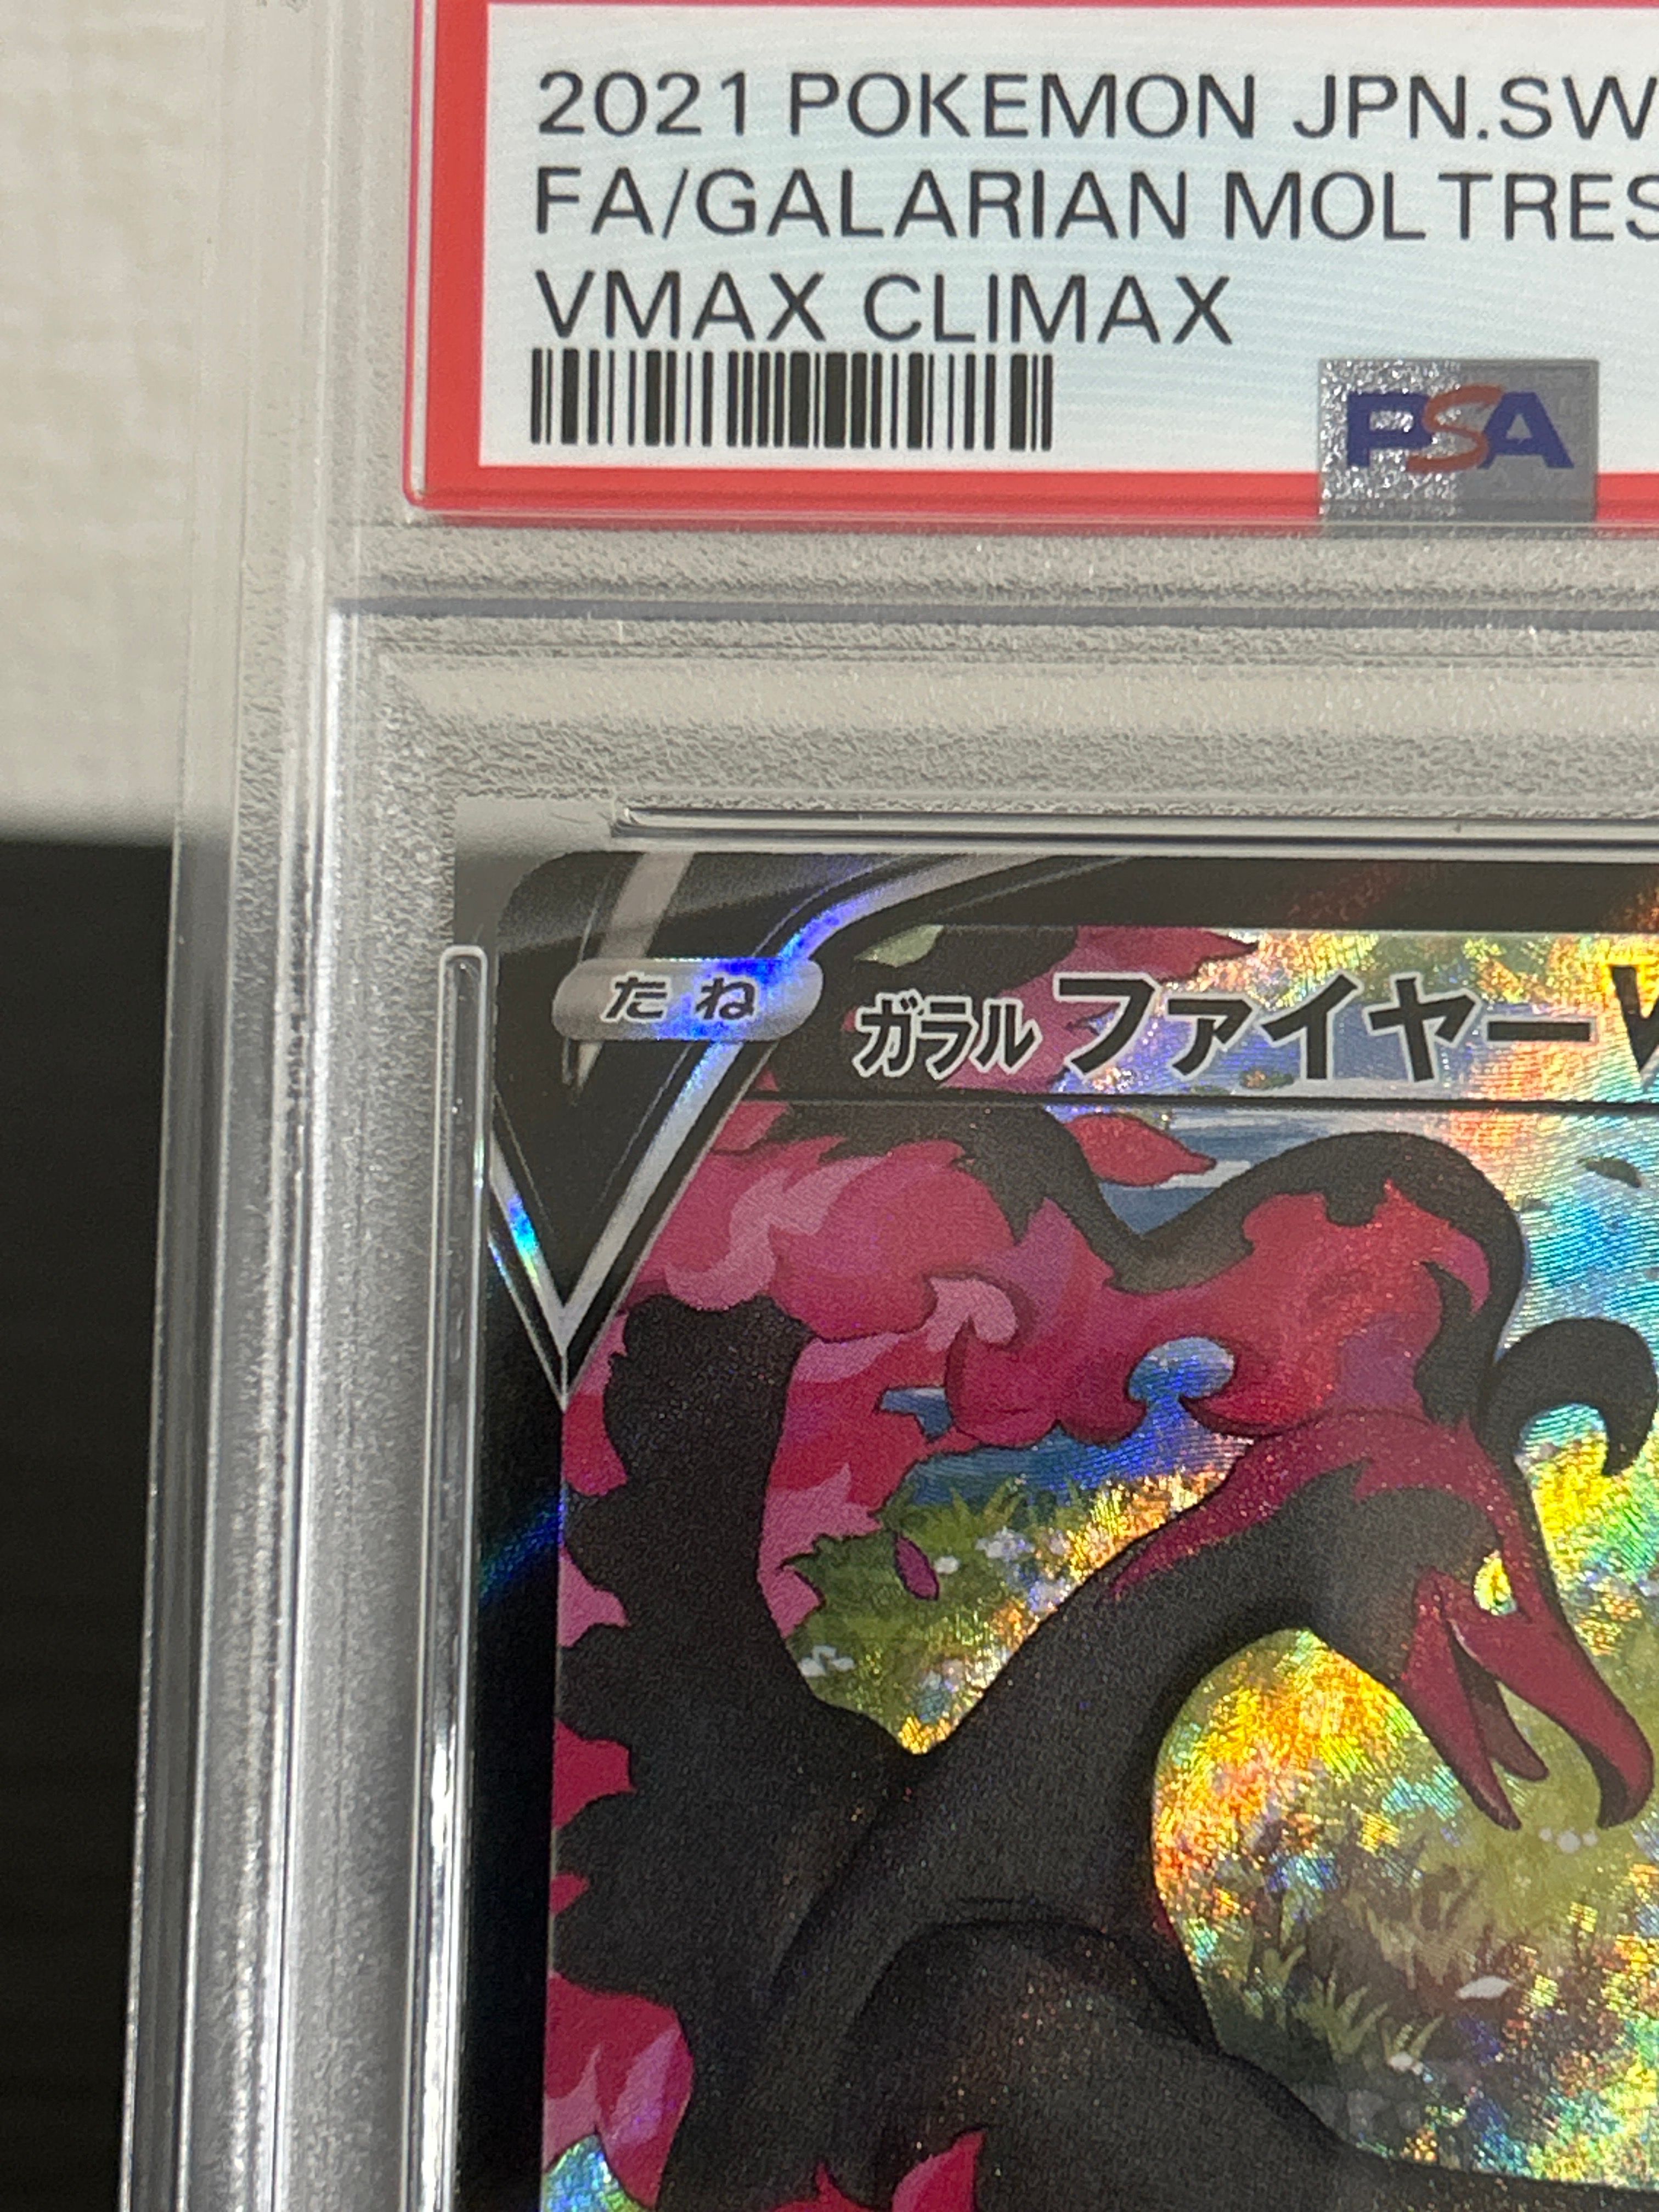 2021 POKEMON JPN.SW
FA/GALARIAN MOLTRES
VMAX CLIMAX
PSA
たね
ガラル ファイヤーV